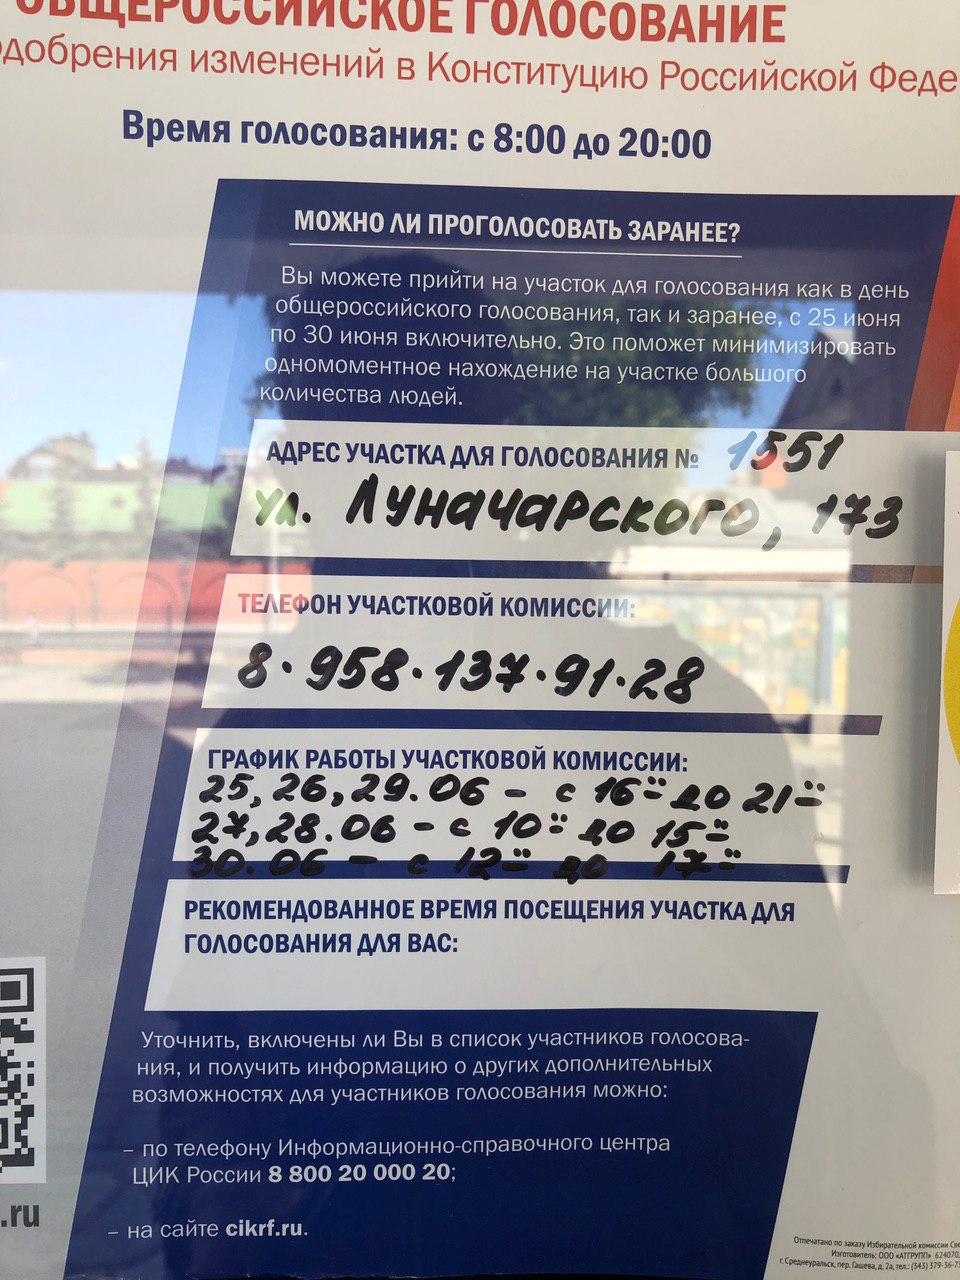 ОБЩЕРОССИЙСКОЕ ГОЛОСОВАНИЕ
одобрения изменений в Конституцию Российской Феде
Время голосования: с 8:00 до 20:00
МОЖНО ЛИ ПРОГОЛОСОВАТЬ ЗАРАНЕЕ?
Вы можете прийти на участок для голосования как в день
общероссийского голосования, так и заранее, с 25 июня
по 30 июня включительно. Это поможет минимизировать
одномоментное нахождение на участке большого
количества людей.
АДРЕС УЧАСТКА ДЛЯ ГОЛОСОВАНИЯ № 1551
ул. Луначарского, 173
ТЕЛЕФОН УЧАСТКОВОЙ КОМИССИИ:
8·958·137·91·28
ГРАФИК РАБОТЫ УЧАСТКОВОЙ КОМИССИИ:
25, 26, 29.06 – с 16⁰⁰ до 21⁰⁰
27, 28.06 – с 10⁰⁰ до 15⁰⁰
30.06 – с 12⁰⁰ до 17⁰⁰
РЕКОМЕНДОВАННОЕ ВРЕМЯ ПОСЕЩЕНИЯ УЧАСТКА ДЛЯ
ГОЛОСОВАНИЯ ДЛЯ ВАС:
Уточнить, включены ли Вы в список участников голосова-
ния, и получить информацию о других дополнительных
возможностях для участников голосования можно:
– по телефону Информационно-справочного центра
ЦИК России 8 800 20 000 20;
– на сайте cikrf.ru.
.ru
Отпечатано по заказу Избирательной комиссии Све
Изготовитель: ООО «АТГРУПП» 624070,
г. Среднеуральск, пер. Гашева, д. 2а, тел.: (343) 379-36-7